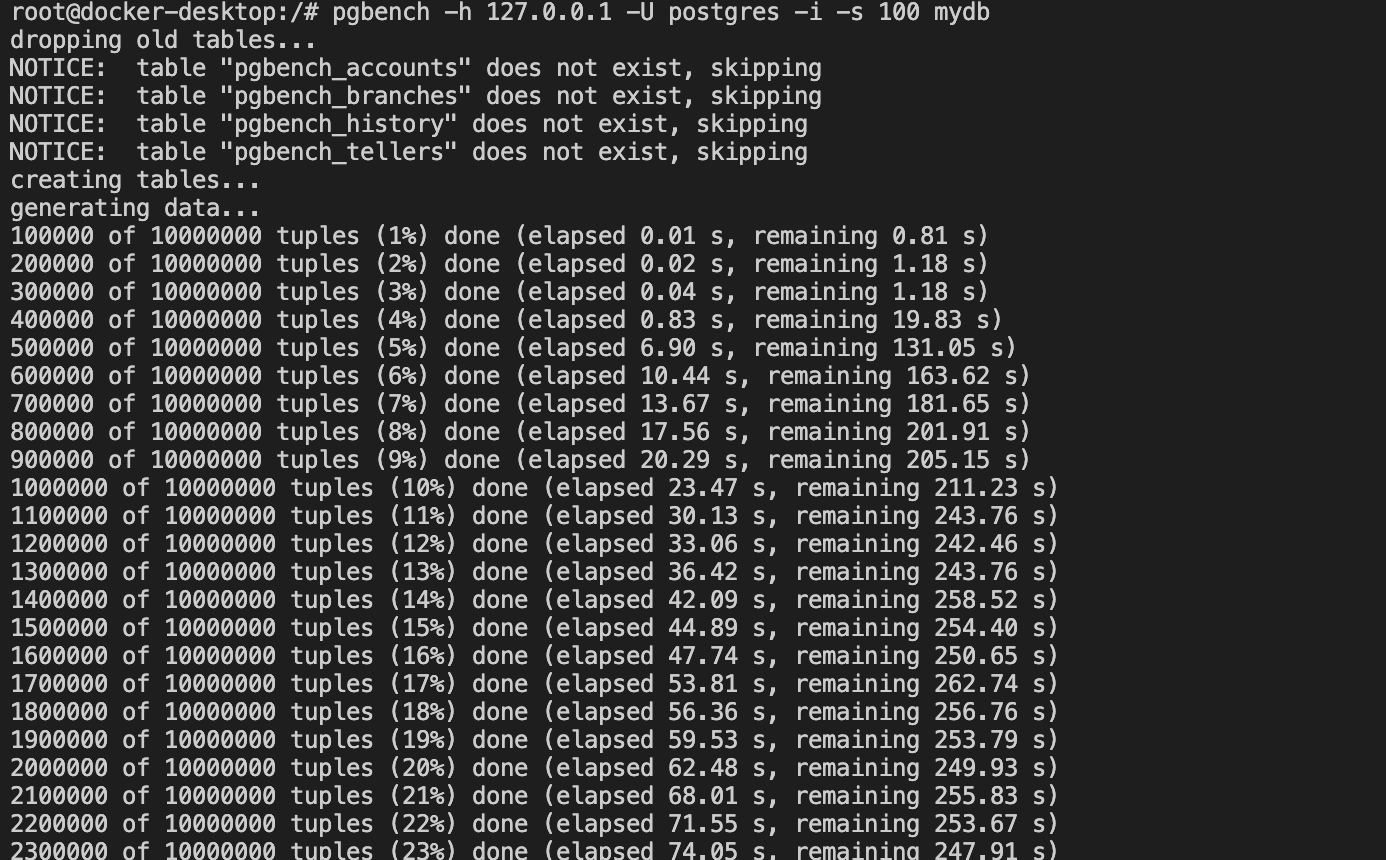 root@docker-desktop:/# pgbench -h 127.0.0.1 -U postgres -i -s 100 mydb
dropping old tables...
NOTICE:  table "pgbench_accounts" does not exist, skipping
NOTICE:  table "pgbench_branches" does not exist, skipping
NOTICE:  table "pgbench_history" does not exist, skipping
NOTICE:  table "pgbench_tellers" does not exist, skipping
creating tables...
generating data...
100000 of 10000000 tuples (1%) done (elapsed 0.01 s, remaining 0.81 s)
200000 of 10000000 tuples (2%) done (elapsed 0.02 s, remaining 1.18 s)
300000 of 10000000 tuples (3%) done (elapsed 0.04 s, remaining 1.18 s)
400000 of 10000000 tuples (4%) done (elapsed 0.83 s, remaining 19.83 s)
500000 of 10000000 tuples (5%) done (elapsed 6.90 s, remaining 131.05 s)
600000 of 10000000 tuples (6%) done (elapsed 10.44 s, remaining 163.62 s)
700000 of 10000000 tuples (7%) done (elapsed 13.67 s, remaining 181.65 s)
800000 of 10000000 tuples (8%) done (elapsed 17.56 s, remaining 201.91 s)
900000 of 10000000 tuples (9%) done (elapsed 20.29 s, remaining 205.15 s)
1000000 of 10000000 tuples (10%) done (elapsed 23.47 s, remaining 211.23 s)
1100000 of 10000000 tuples (11%) done (elapsed 30.13 s, remaining 243.76 s)
1200000 of 10000000 tuples (12%) done (elapsed 33.06 s, remaining 242.46 s)
1300000 of 10000000 tuples (13%) done (elapsed 36.42 s, remaining 243.76 s)
1400000 of 10000000 tuples (14%) done (elapsed 42.09 s, remaining 258.52 s)
1500000 of 10000000 tuples (15%) done (elapsed 44.89 s, remaining 254.40 s)
1600000 of 10000000 tuples (16%) done (elapsed 47.74 s, remaining 250.65 s)
1700000 of 10000000 tuples (17%) done (elapsed 53.81 s, remaining 262.74 s)
1800000 of 10000000 tuples (18%) done (elapsed 56.36 s, remaining 256.76 s)
1900000 of 10000000 tuples (19%) done (elapsed 59.53 s, remaining 253.79 s)
2000000 of 10000000 tuples (20%) done (elapsed 62.48 s, remaining 249.93 s)
2100000 of 10000000 tuples (21%) done (elapsed 68.01 s, remaining 255.83 s)
2200000 of 10000000 tuples (22%) done (elapsed 71.55 s, remaining 253.67 s)
2300000 of 10000000 tuples (23%) done (elapsed 74.05 s, remaining 247.91 s)